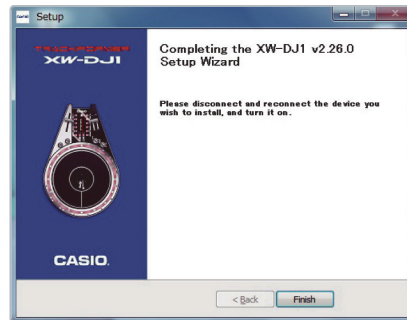 CASIO Setup
TRACKFORMER
XW-DJ1
Completing the XW-DJ1 v2.26.0
Setup Wizard
Please disconnect and reconnect the device you
wish to install, and turn it on.
CASIO.
< Back
Finish